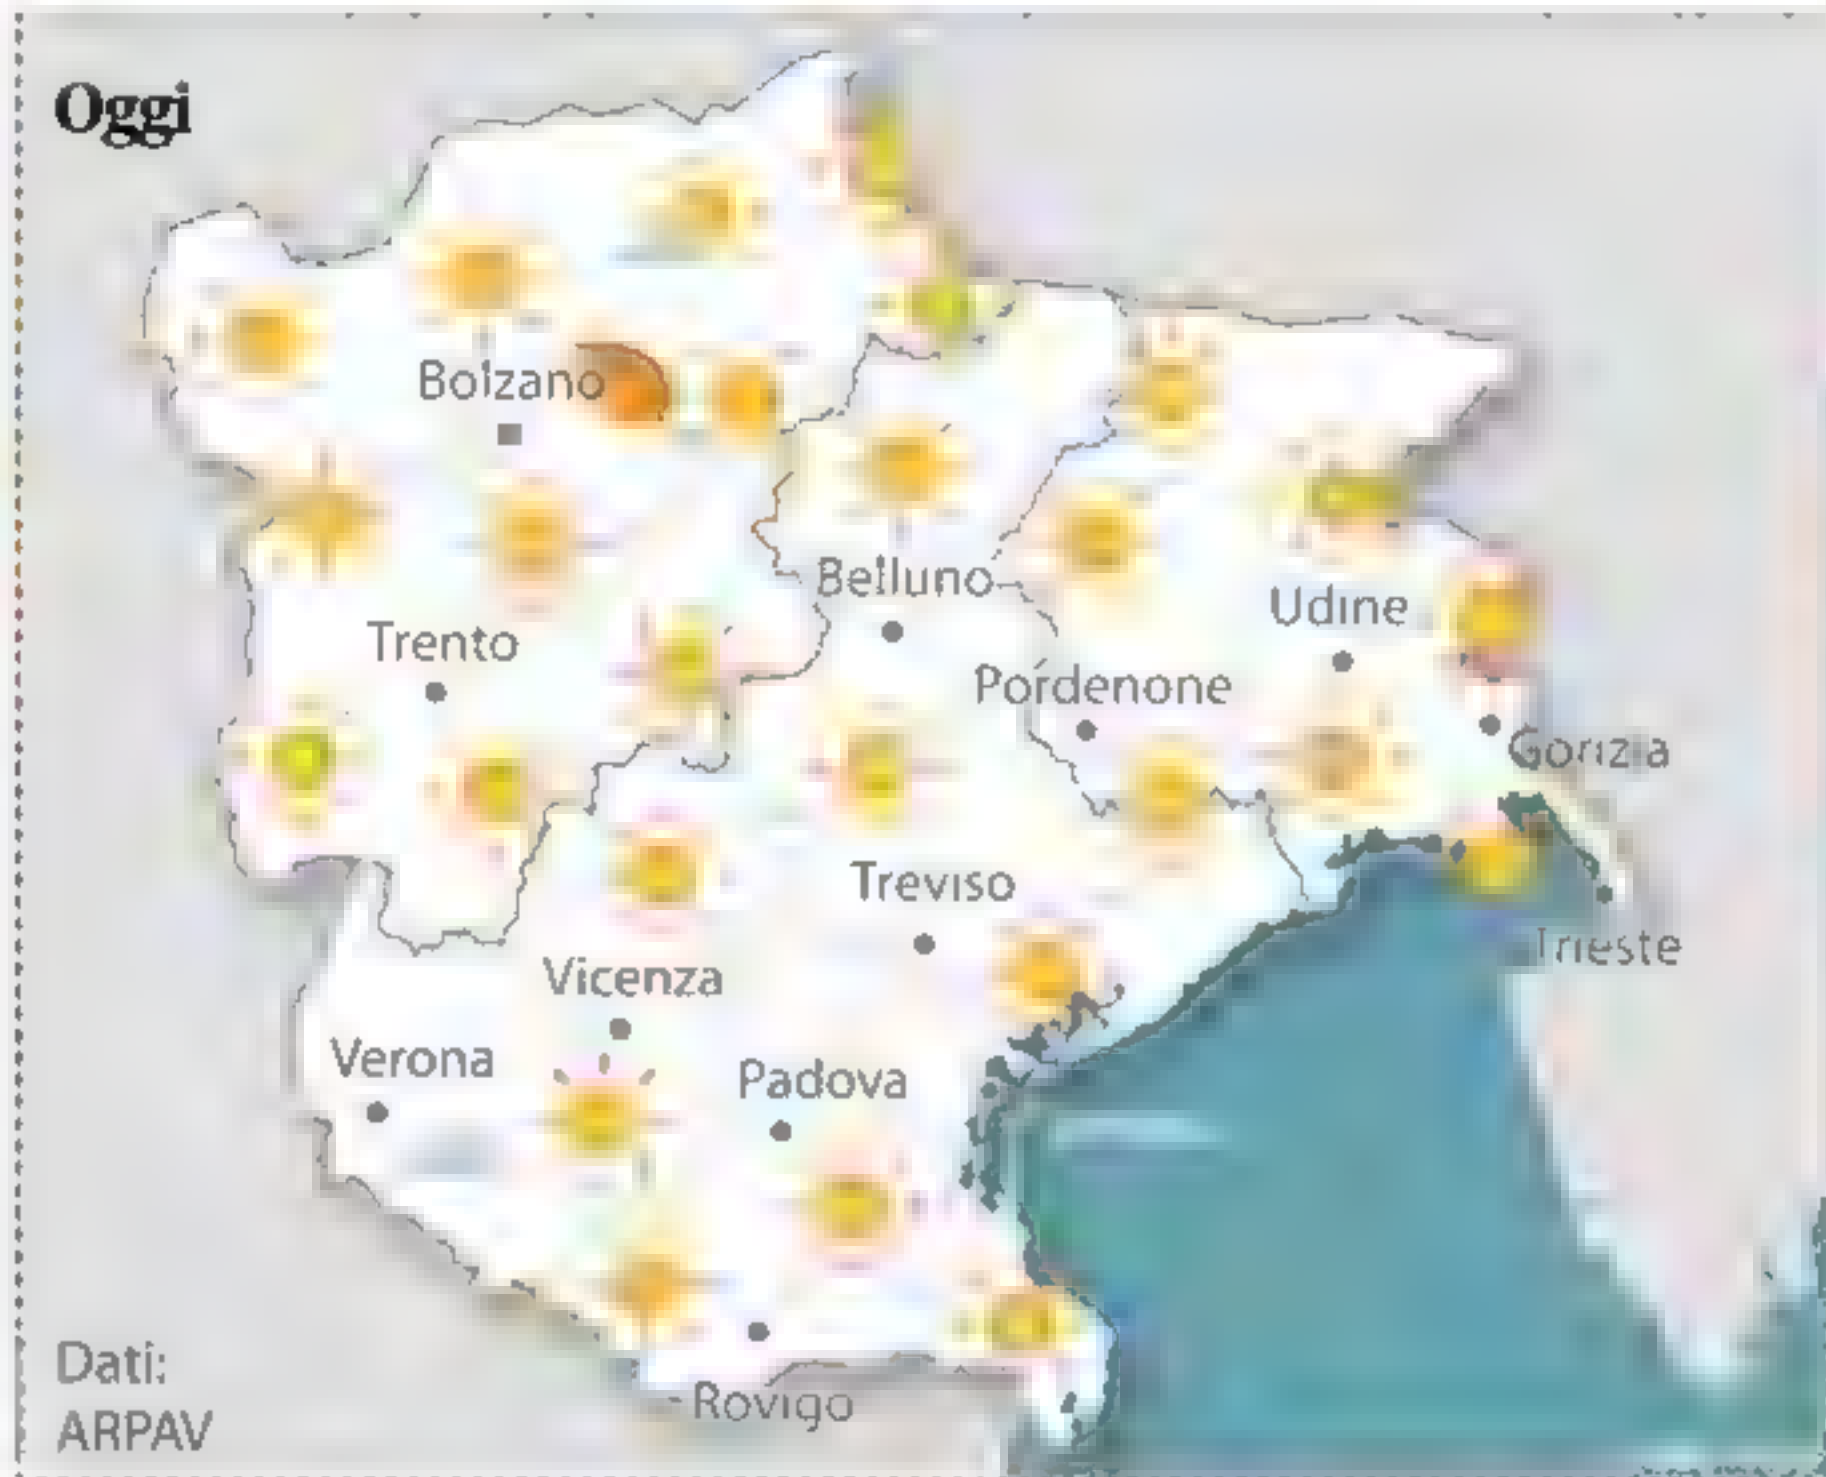 Oggi
Bolzano
Belluno
Udine
Trento
Pordenone
Gorizia
Treviso
Trieste
Vicenza
Verona
Padova
Rovigo
Dati:
ARPAV